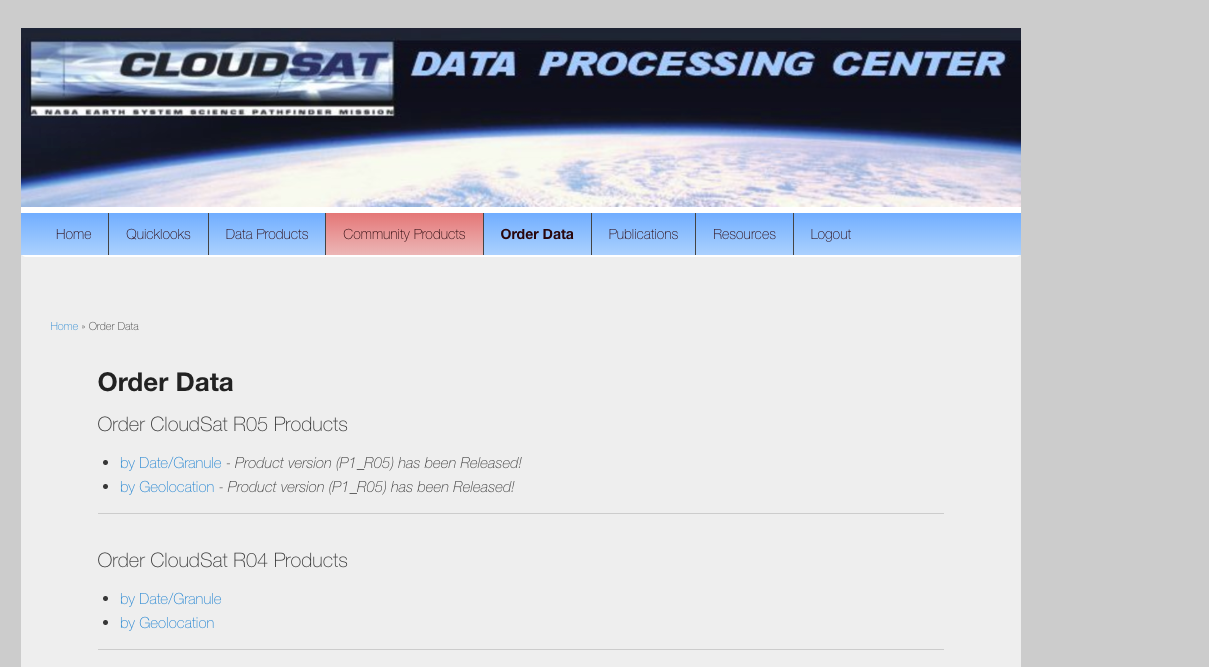 CLOUDSAT DATA PROCESSING CENTER
A NASA EARTH SYSTEM SCIENCE PATHFINDER MISSION
Home Quicklooks Data Products Community Products Order Data Publications Resources Logout
Home » Order Data
Order Data
Order CloudSat R05 Products
• by Date/Granule - Product version (P1_R05) has been Released!
• by Geolocation - Product version (P1_R05) has been Released!
Order CloudSat R04 Products
• by Date/Granule
• by Geolocation